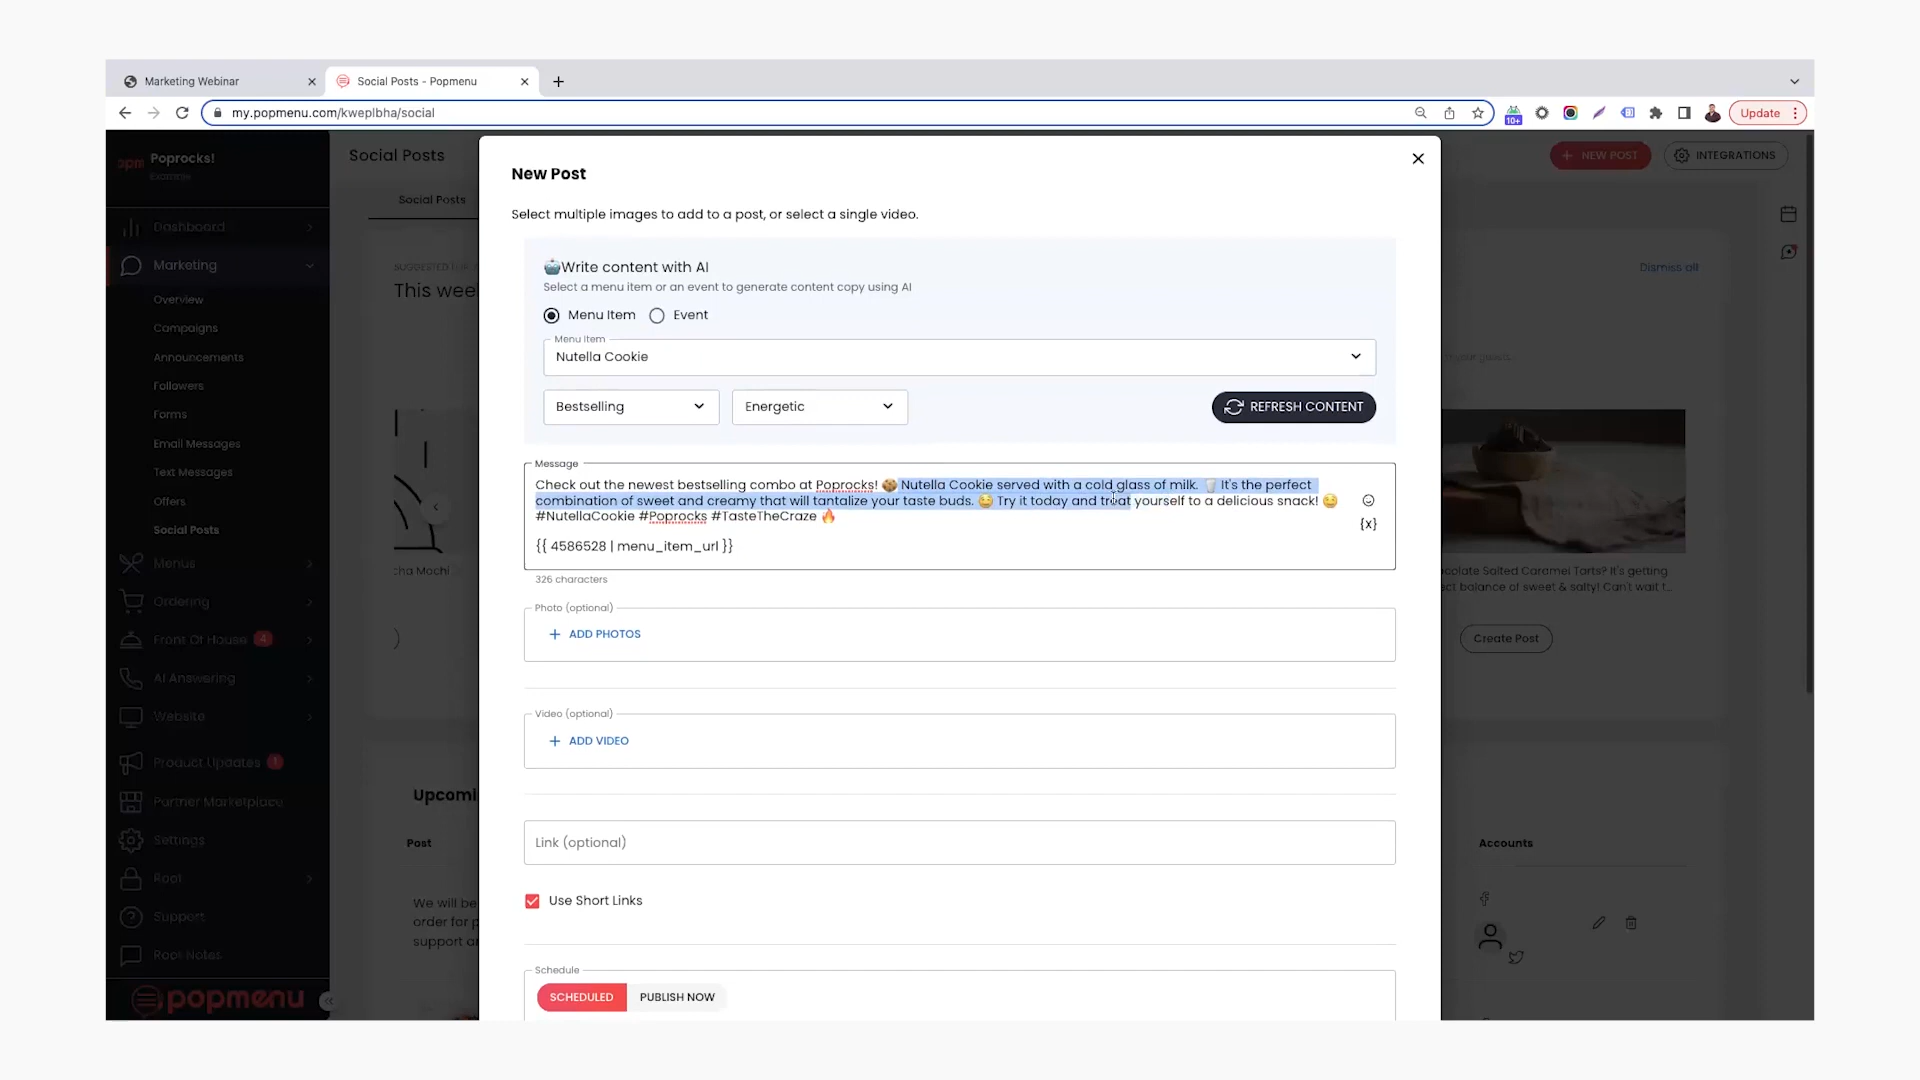 Marketing Webinar
Social Posts - Popmenu
my.popmenu.com/kweplbha/social
10+
Update
Poprocks!
Example
Dashboard
Marketing
Overview
Campaigns
Announcements
Followers
Forms
Email Messages
Text Messages
Offers
Social Posts
Menus
Ordering
Front Of House 4
AI Answering
Website
Product Updates 1
Partner Marketplace
Settings
Root
Support
Root Notes
popmenu
Social Posts
+ NEW POST
INTEGRATIONS
Social Posts
Dismiss all
This wee
your guests.
cha Mochi
colate Salted Caramel Tarts? It's getting
ect balance of sweet & salty! Can't wait t...
Create Post
Upcomi
Post
Accounts
We will be
order for p
support a
New Post
Select multiple images to add to a post, or select a single video.
🤖Write content with AI
Select a menu item or an event to generate content copy using AI
Menu Item
Event
Menu Item
Nutella Cookie
Bestselling
Energetic
REFRESH CONTENT
Message
Check out the newest bestselling combo at Poprocks! 🍪 Nutella Cookie served with a cold glass of milk. 🥛 It's the perfect
combination of sweet and creamy that will tantalize your taste buds. 😋 Try it today and treat yourself to a delicious snack! 😋
#NutellaCookie #Poprocks #TasteTheCraze 🔥
{{ 4586528 | menu_item_url }}
{x}
326 characters
Photo (optional)
+ ADD PHOTOS
Video (optional)
+ ADD VIDEO
Link (optional)
Use Short Links
Schedule
SCHEDULED
PUBLISH NOW